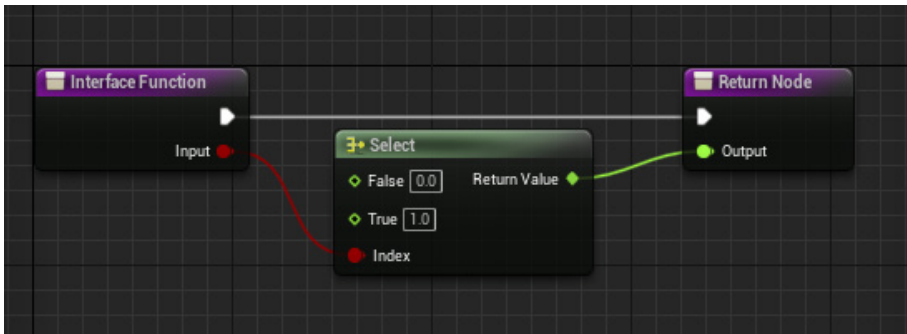 Interface Function
Return Node
Input
Select
Output
False 0.0
Return Value
True 1.0
Index